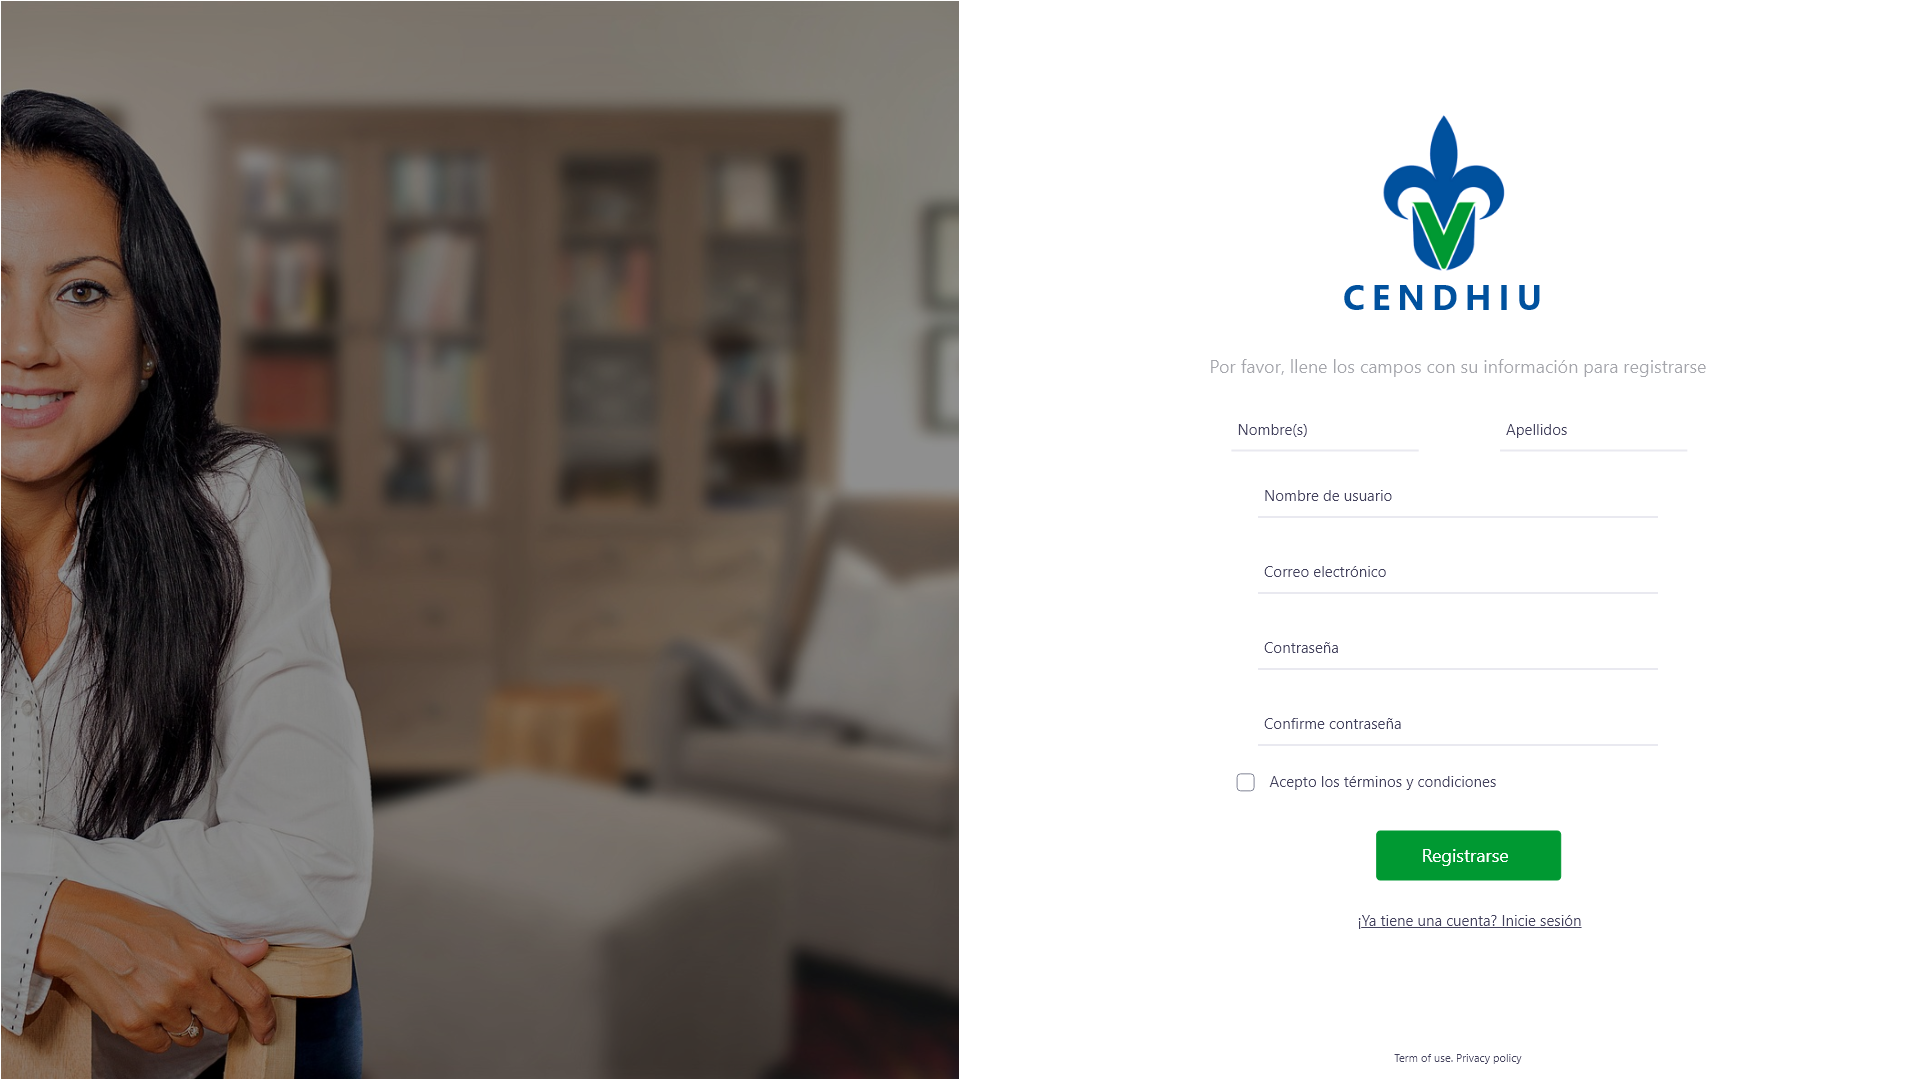 CENDHIU
Por favor, llene los campos con su información para registrarse
Nombre(s) Apellidos
Nombre de usuario
Correo electrónico
Contraseña
Confirme contraseña
Acepto los términos y condiciones
Registrarse
¡Ya tiene una cuenta? Inicie sesión
Term of use. Privacy policy